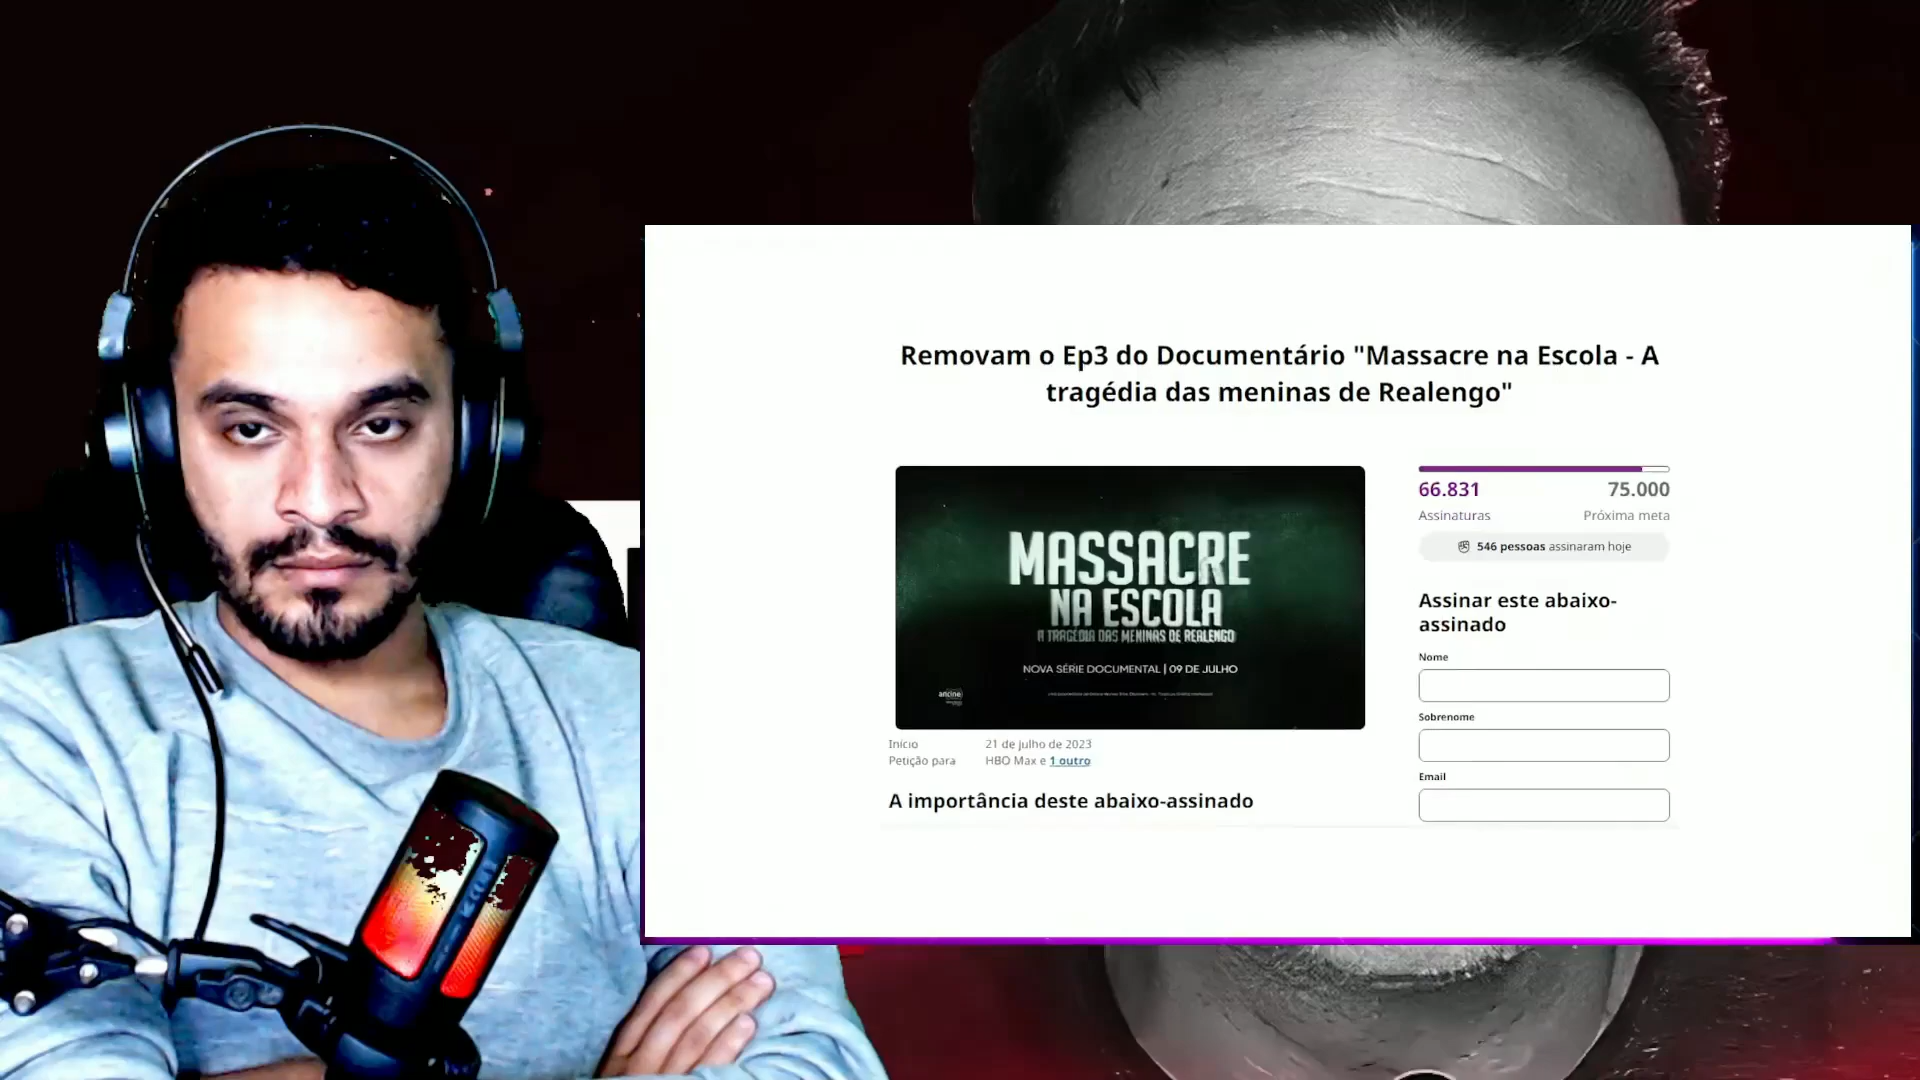 Removam o Ep3 do Documentário "Massacre na Escola - A
tragédia das meninas de Realengo"
MASSACRE
NA ESCOLA
A TRAGÉDIA DAS MENINAS DE REALENGO
NOVA SÉRIE DOCUMENTAL | 09 DE JULHO
ancine
Início 21 de julho de 2023
Petição para HBO Max e 1 outro
A importância deste abaixo-assinado
66.831 75.000
Assinaturas Próxima meta
546 pessoas assinaram hoje
Assinar este abaixo-
assinado
Nome
Sobrenome
Email